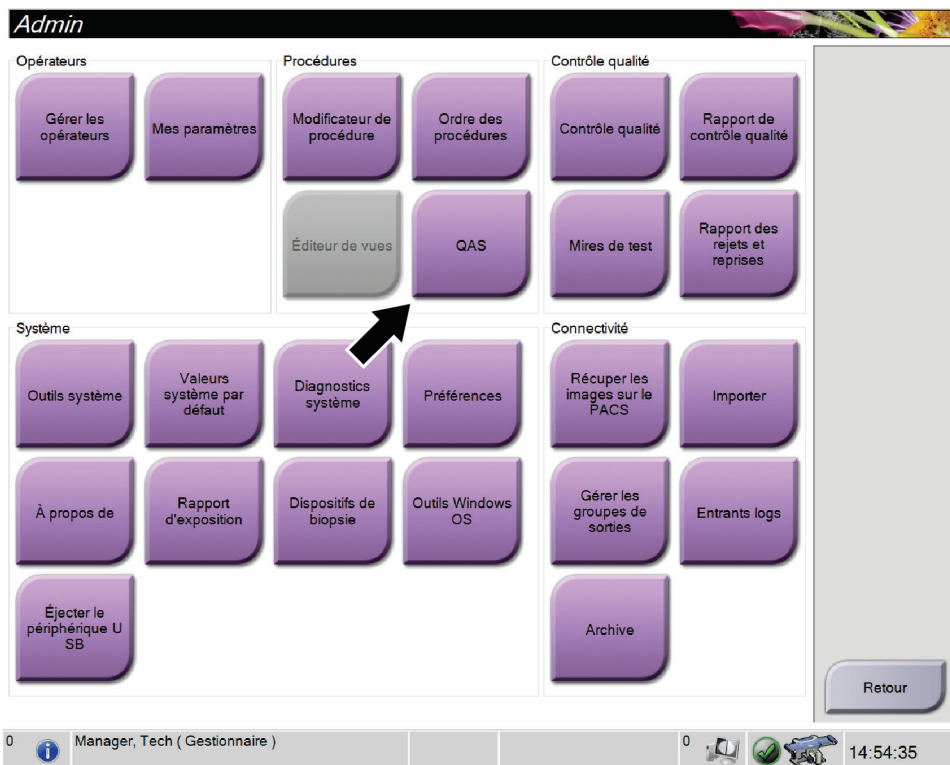 Admin
Opérateurs
Gérer les
opérateurs
Mes paramètres
Procédures
Modificateur de
procédure
Ordre des
procédures
Éditeur de vues
QAS
Contrôle qualité
Contrôle qualité
Rapport de
contrôle qualité
Mires de test
Rapport des
rejets et
reprises
Système
Outils système
Valeurs
système par
défaut
Diagnostics
système
Préférences
À propos de
Rapport
d'exposition
Dispositifs de
biopsie
Outils Windows
OS
Éjecter le
périphérique U
SB
Connectivité
Récuper les
images sur le
PACS
Importer
Gérer les
groupes de
sorties
Entrants logs
Archive
Retour
0
Manager, Tech ( Gestionnaire )
0
14:54:35